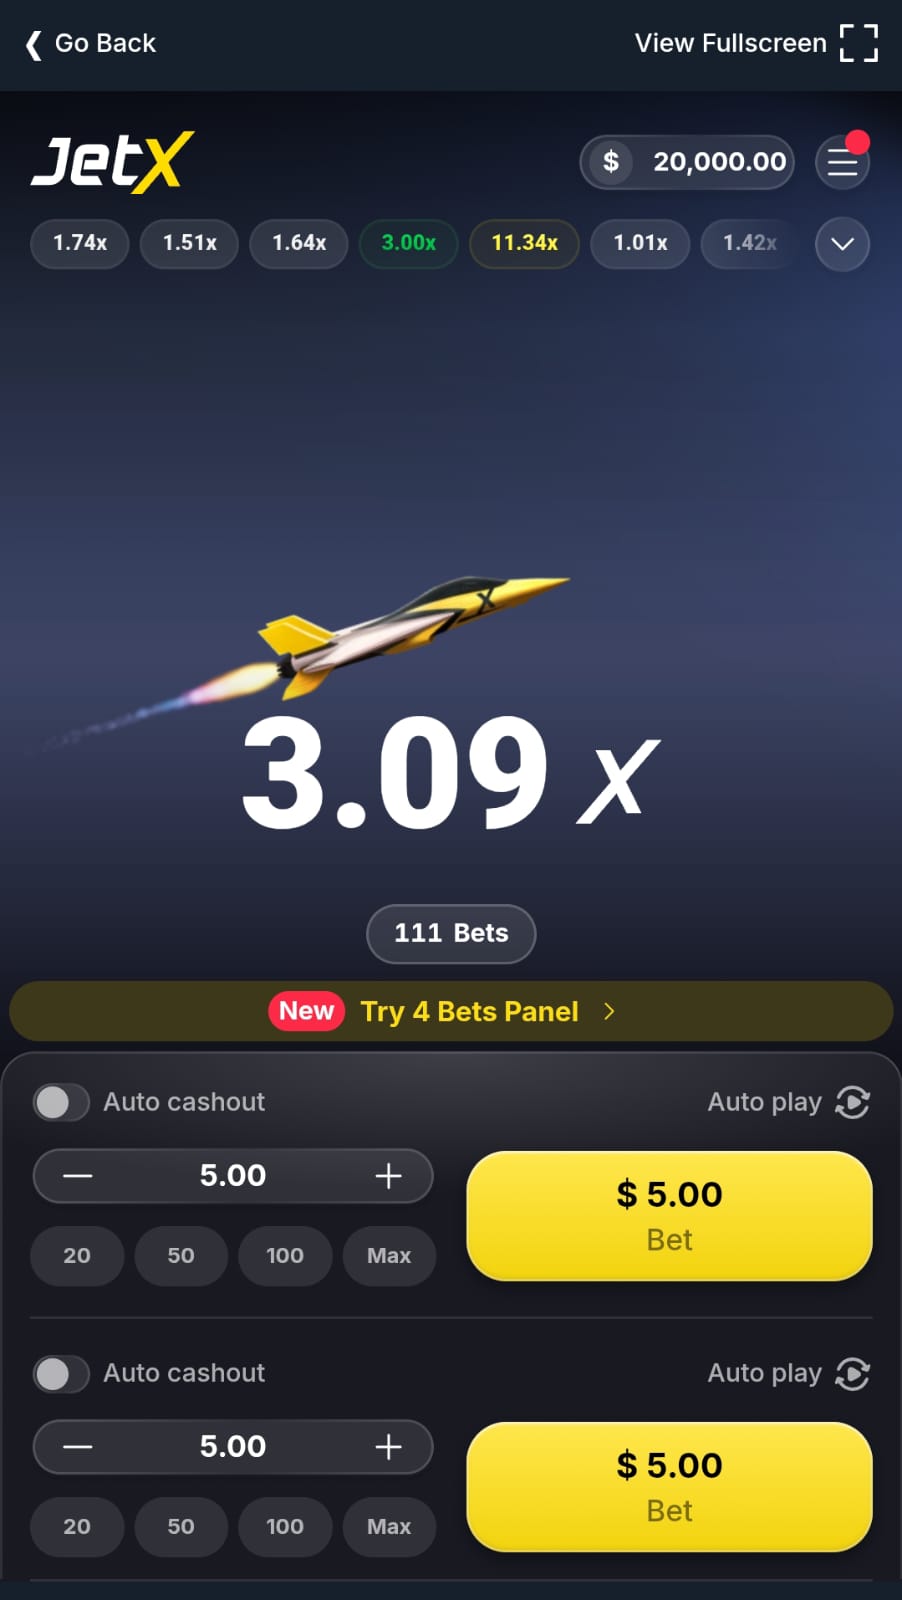 Go Back
View Fullscreen
JetX
$ 20,000.00
1.74x 1.51x 1.64x 3.00x 11.34x 1.01x 1.42x
X
3.09 x
111 Bets
New Try 4 Bets Panel
Auto cashout
Auto play
5.00
$ 5.00
Bet
20 50 100 Max
Auto cashout
Auto play
5.00
$ 5.00
Bet
20 50 100 Max